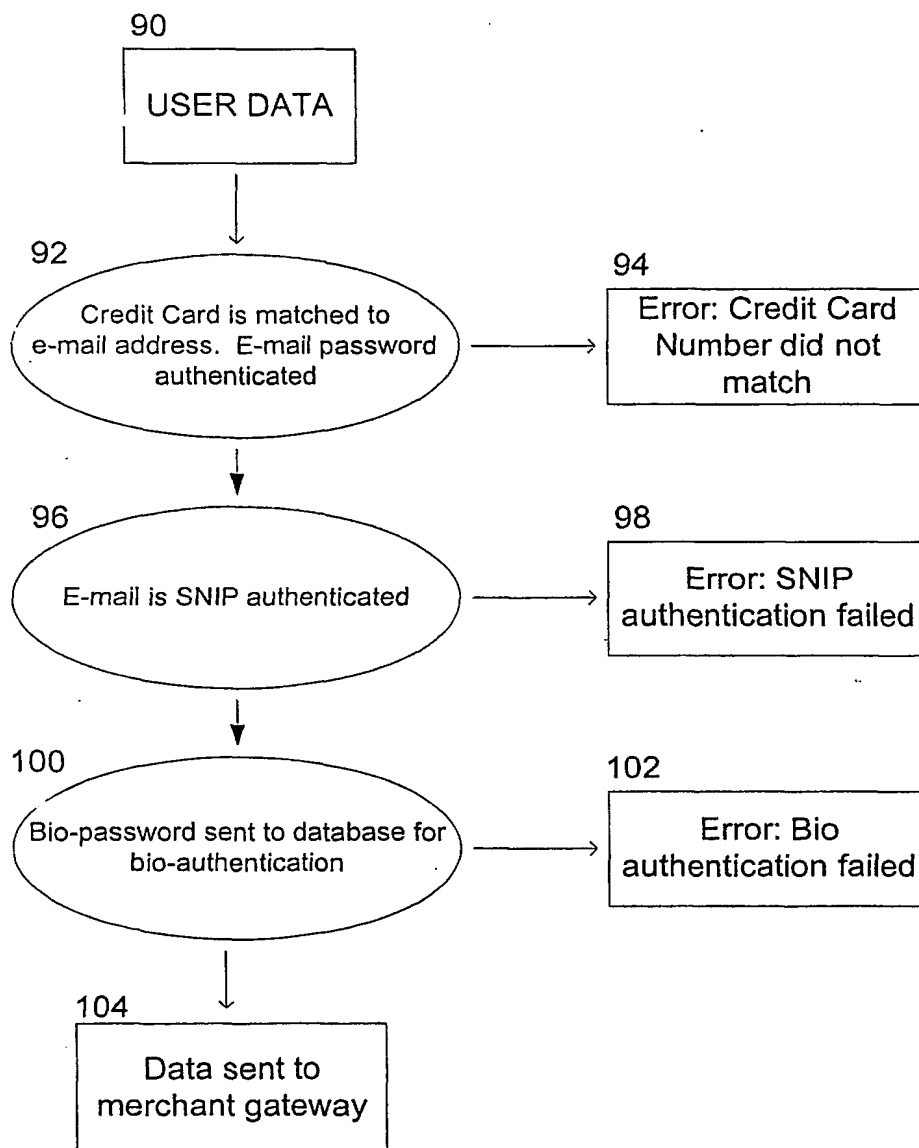 90
USER DATA
92
Credit Card is matched to
e-mail address. E-mail password
authenticated
94
Error: Credit Card
Number did not
match
96
E-mail is SNIP authenticated
98
Error: SNIP
authentication failed
100
Bio-password sent to database for
bio-authentication
102
Error: Bio
authentication failed
104
Data sent to
merchant gateway